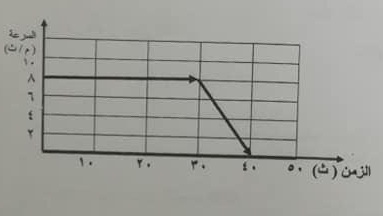 السرعة
(م/ث)
١٠
٨
٦
٤
٢
١٠ ٢٠ ٣٠ ٤٠ ٥٠ الزمن (ث)